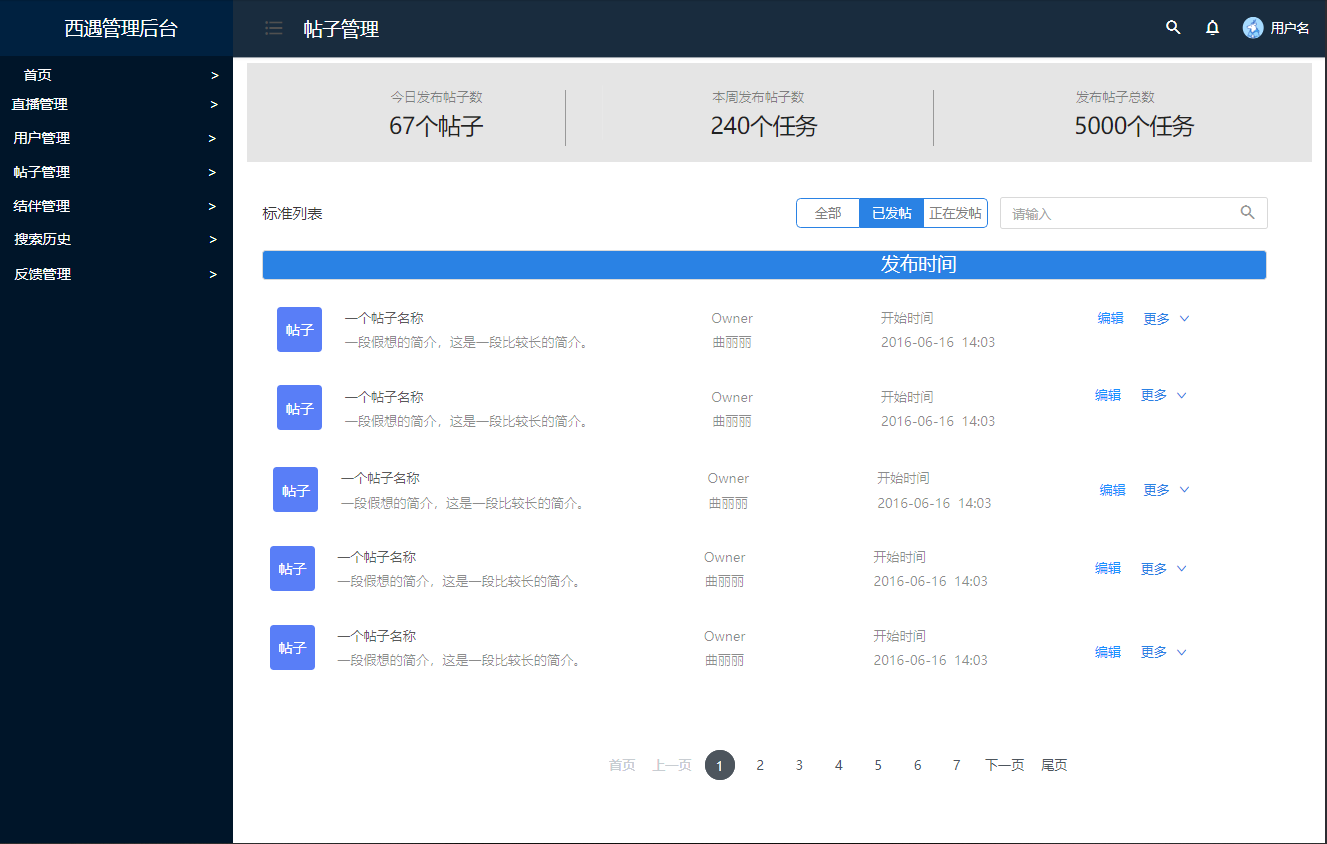 西遇管理后台
帖子管理
用户名
首页 >
直播管理 >
用户管理 >
帖子管理 >
结伴管理 >
搜索历史 >
反馈管理 >
今日发布帖子数 本周发布帖子数 发布帖子总数
67个帖子 240个任务 5000个任务
标准列表 全部 已发帖 正在发帖 请输入
发布时间
帖子
一个帖子名称 Owner 开始时间 编辑 更多
一段假想的简介，这是一段比较长的简介。 曲丽丽 2016-06-16 14:03
帖子
一个帖子名称 Owner 开始时间 编辑 更多
一段假想的简介，这是一段比较长的简介。 曲丽丽 2016-06-16 14:03
帖子
一个帖子名称 Owner 开始时间 编辑 更多
一段假想的简介，这是一段比较长的简介。 曲丽丽 2016-06-16 14:03
帖子
一个帖子名称 Owner 开始时间 编辑 更多
一段假想的简介，这是一段比较长的简介。 曲丽丽 2016-06-16 14:03
帖子
一个帖子名称 Owner 开始时间 编辑 更多
一段假想的简介，这是一段比较长的简介。 曲丽丽 2016-06-16 14:03
首页 上一页 1 2 3 4 5 6 7 下一页 尾页